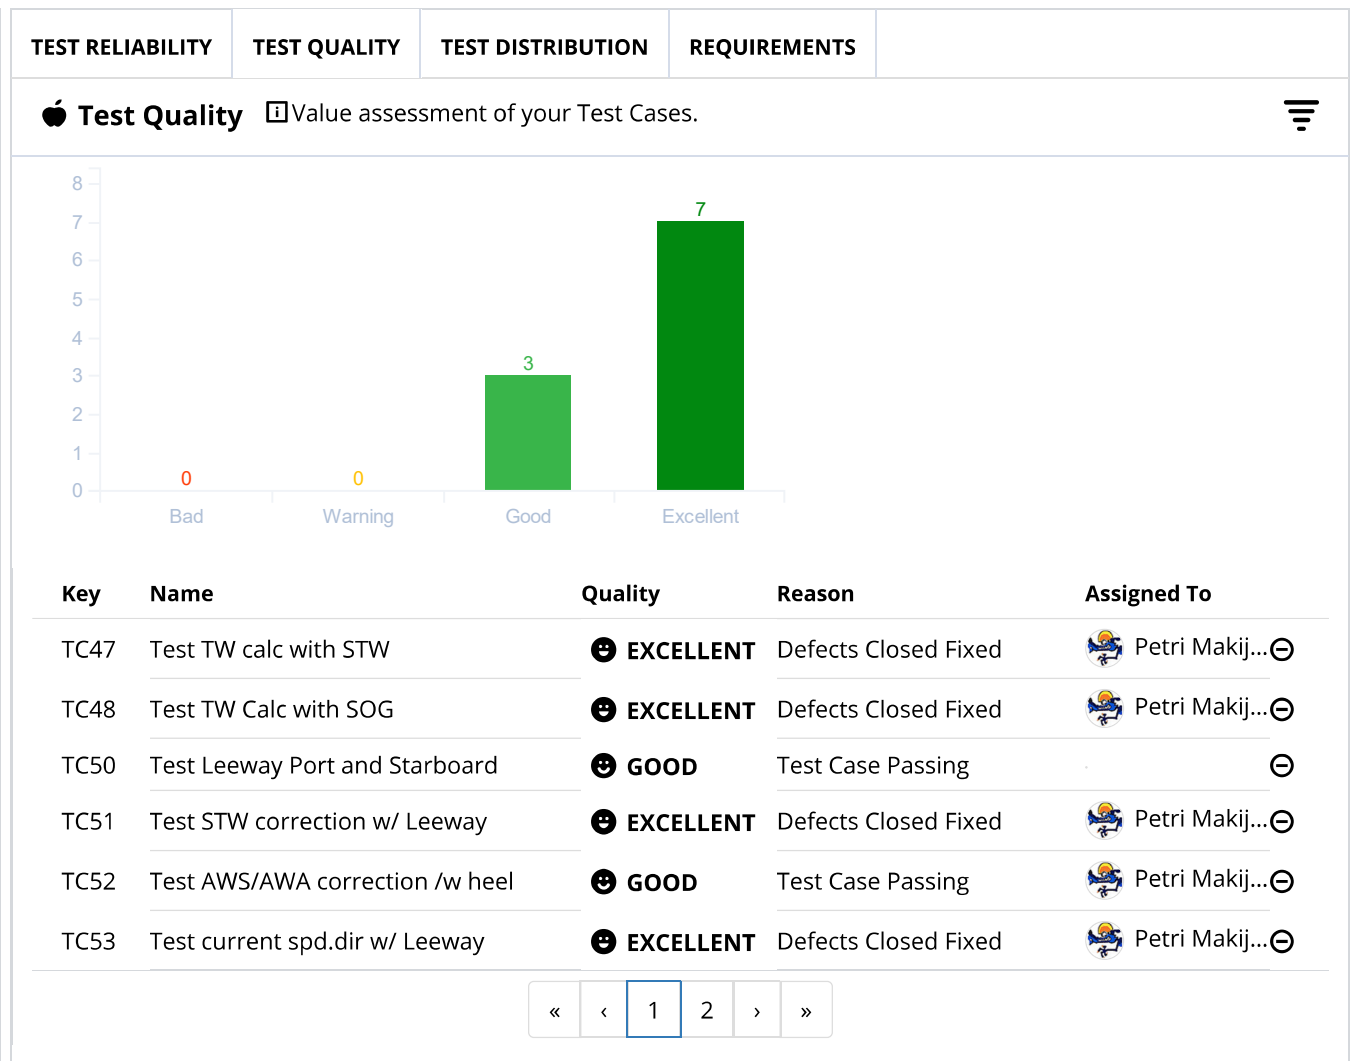 TEST RELIABILITY TEST QUALITY TEST DISTRIBUTION REQUIREMENTS
Test Quality Value assessment of your Test Cases.
8
7
6
5
4
3
2
1
0
0 0 3 7
Bad Warning Good Excellent
Key Name Quality Reason Assigned To
TC47 Test TW calc with STW EXCELLENT Defects Closed Fixed Petri Makij...
TC48 Test TW Calc with SOG EXCELLENT Defects Closed Fixed Petri Makij...
TC50 Test Leeway Port and Starboard GOOD Test Case Passing
TC51 Test STW correction w/ Leeway EXCELLENT Defects Closed Fixed Petri Makij...
TC52 Test AWS/AWA correction /w heel GOOD Test Case Passing Petri Makij...
TC53 Test current spd.dir w/ Leeway EXCELLENT Defects Closed Fixed Petri Makij...
« ‹ 1 2 › »